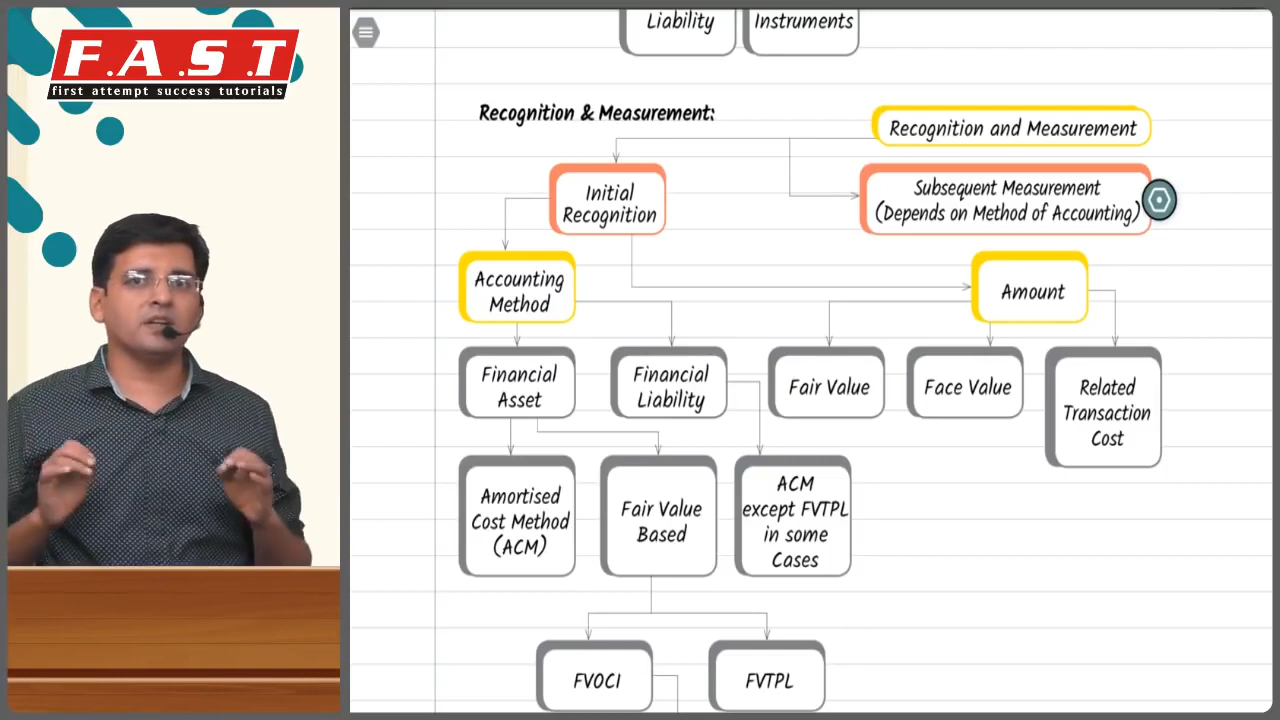 F.A.S.T
first attempt success tutorials
Liability
Instruments
Recognition & Measurement:
Recognition and Measurement
Initial
Recognition
Subsequent Measurement
(Depends on Method of Accounting)
Accounting
Method
Amount
Financial
Asset
Financial
Liability
Fair Value
Face Value
Related
Transaction
Cost
Amortised
Cost Method
(ACM)
Fair Value
Based
ACM
except FVTPL
in some
Cases
FVOCI
FVTPL